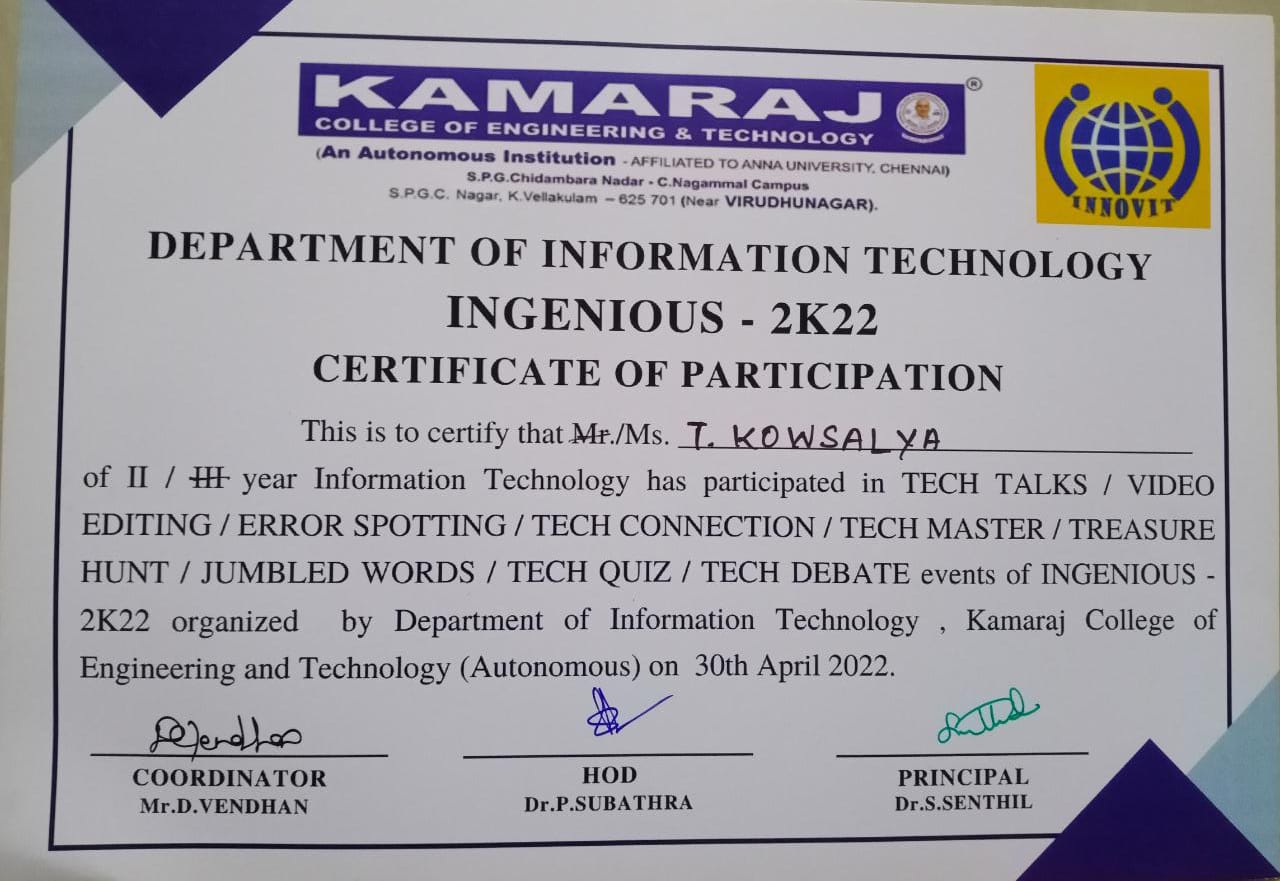 KAMARAJ ®
COLLEGE OF ENGINEERING & TECHNOLOGY
(An Autonomous Institution - AFFILIATED TO ANNA UNIVERSITY, CHENNAI)
S.P.G.Chidambara Nadar - C.Nagammal Campus
S.P.G.C. Nagar, K.Vellakulam – 625 701 (Near VIRUDHUNAGAR).
INNOVIT
DEPARTMENT OF INFORMATION TECHNOLOGY
INGENIOUS - 2K22
CERTIFICATE OF PARTICIPATION
This is to certify that Mr./Ms. T. KOWSALYA
of II / III year Information Technology has participated in TECH TALKS / VIDEO
EDITING / ERROR SPOTTING / TECH CONNECTION / TECH MASTER / TREASURE
HUNT / JUMBLED WORDS / TECH QUIZ / TECH DEBATE events of INGENIOUS -
2K22 organized by Department of Information Technology , Kamaraj College of
Engineering and Technology (Autonomous) on 30th April 2022.
COORDINATOR
Mr.D.VENDHAN
HOD
Dr.P.SUBATHRA
PRINCIPAL
Dr.S.SENTHIL